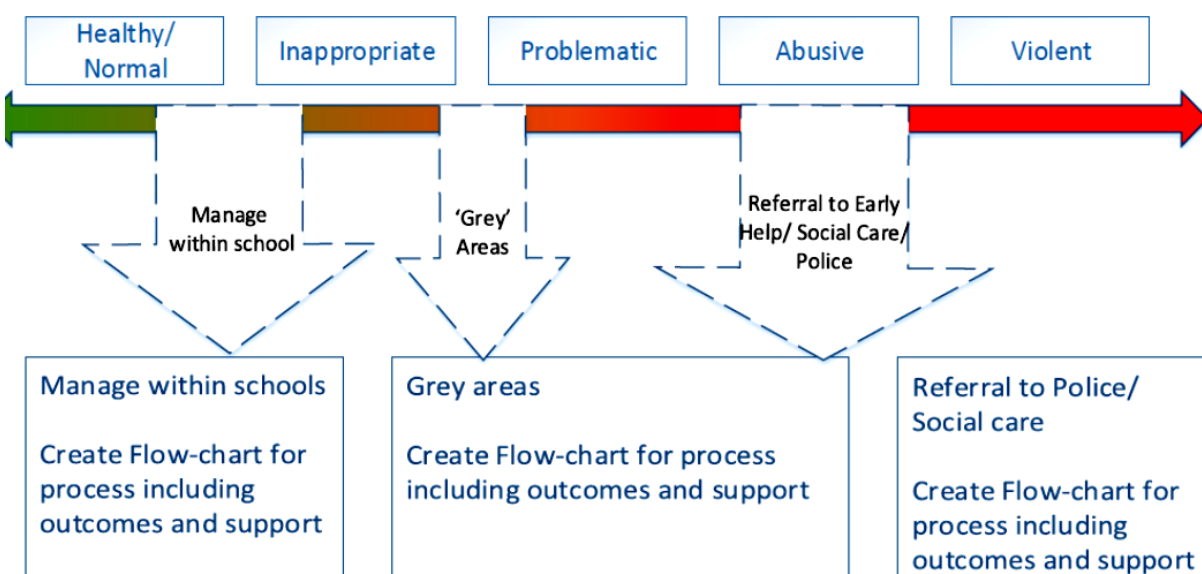 Healthy/
Normal
Inappropriate
Problematic
Abusive
Violent
Manage
within school
‘Grey’
Areas
Referral to Early
Help/ Social Care/
Police
Manage within schools
Create Flow-chart for
process including
outcomes and support
Grey areas
Create Flow-chart for process
including outcomes and support
Referral to Police/
Social care
Create Flow-chart for
process including
outcomes and support